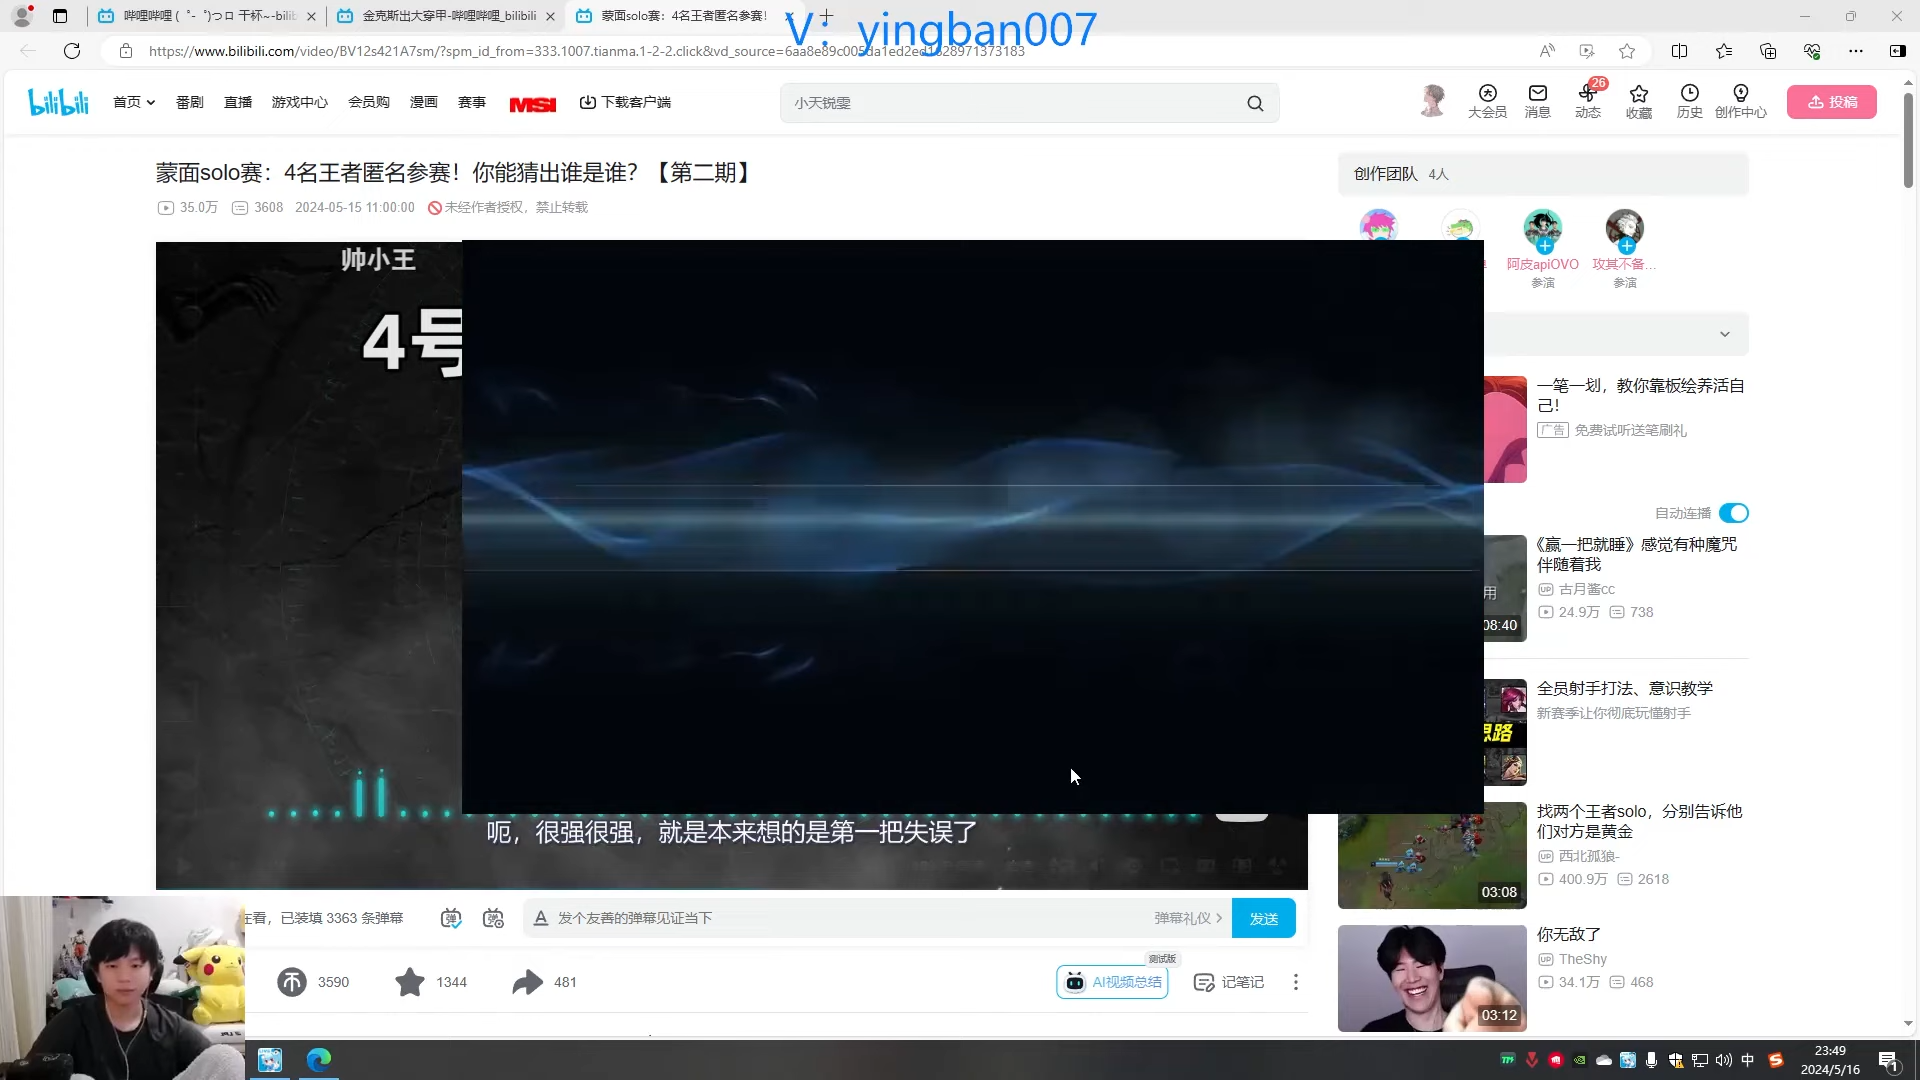 哔哩哔哩 (゜-゜)つロ 干杯~-bilib
金克斯出大穿甲-哔哩哔哩_bilibili
蒙面solo赛：4名王者匿名参赛！
V：yingban007
https://www.bilibili.com/video/BV12s421A7sm/?spm_id_from=333.1007.tianma.1-2-2.click&vd_source=6aa8e89c005da1ed2ed1628971373183
bilibili
首页
番剧
直播
游戏中心
会员购
漫画
赛事
MSI
下载客户端
小天锐雯
大会员
消息
26
动态
收藏
历史
创作中心
投稿
蒙面solo赛：4名王者匿名参赛！你能猜出谁是谁？【第二期】
35.0万 3608 2024-05-15 11:00:00 未经作者授权，禁止转载
创作团队 4人
阿皮apiOVO
参演
攻其不备...
参演
帅小王
4号
呃，很强很强，就是本来想的是第一把失误了
一笔一划，教你靠板绘养活自己！
广告 免费试听送笔刷礼
自动连播
《赢一把就睡》感觉有种魔咒伴随着我
古月酱cc
24.9万 738
用
08:40
全员射手打法、意识教学
新赛季让你彻底玩懂射手
思路
找两个王者solo，分别告诉他们对方是黄金
西北孤狼-
400.9万 2618
03:08
你无敌了
TheShy
34.1万 468
03:12
在看，已装填 3363 条弹幕
发个友善的弹幕见证当下
弹幕礼仪
发送
3590
1344
481
测试版
AI视频总结
记笔记
中
23:49
2024/5/16
1